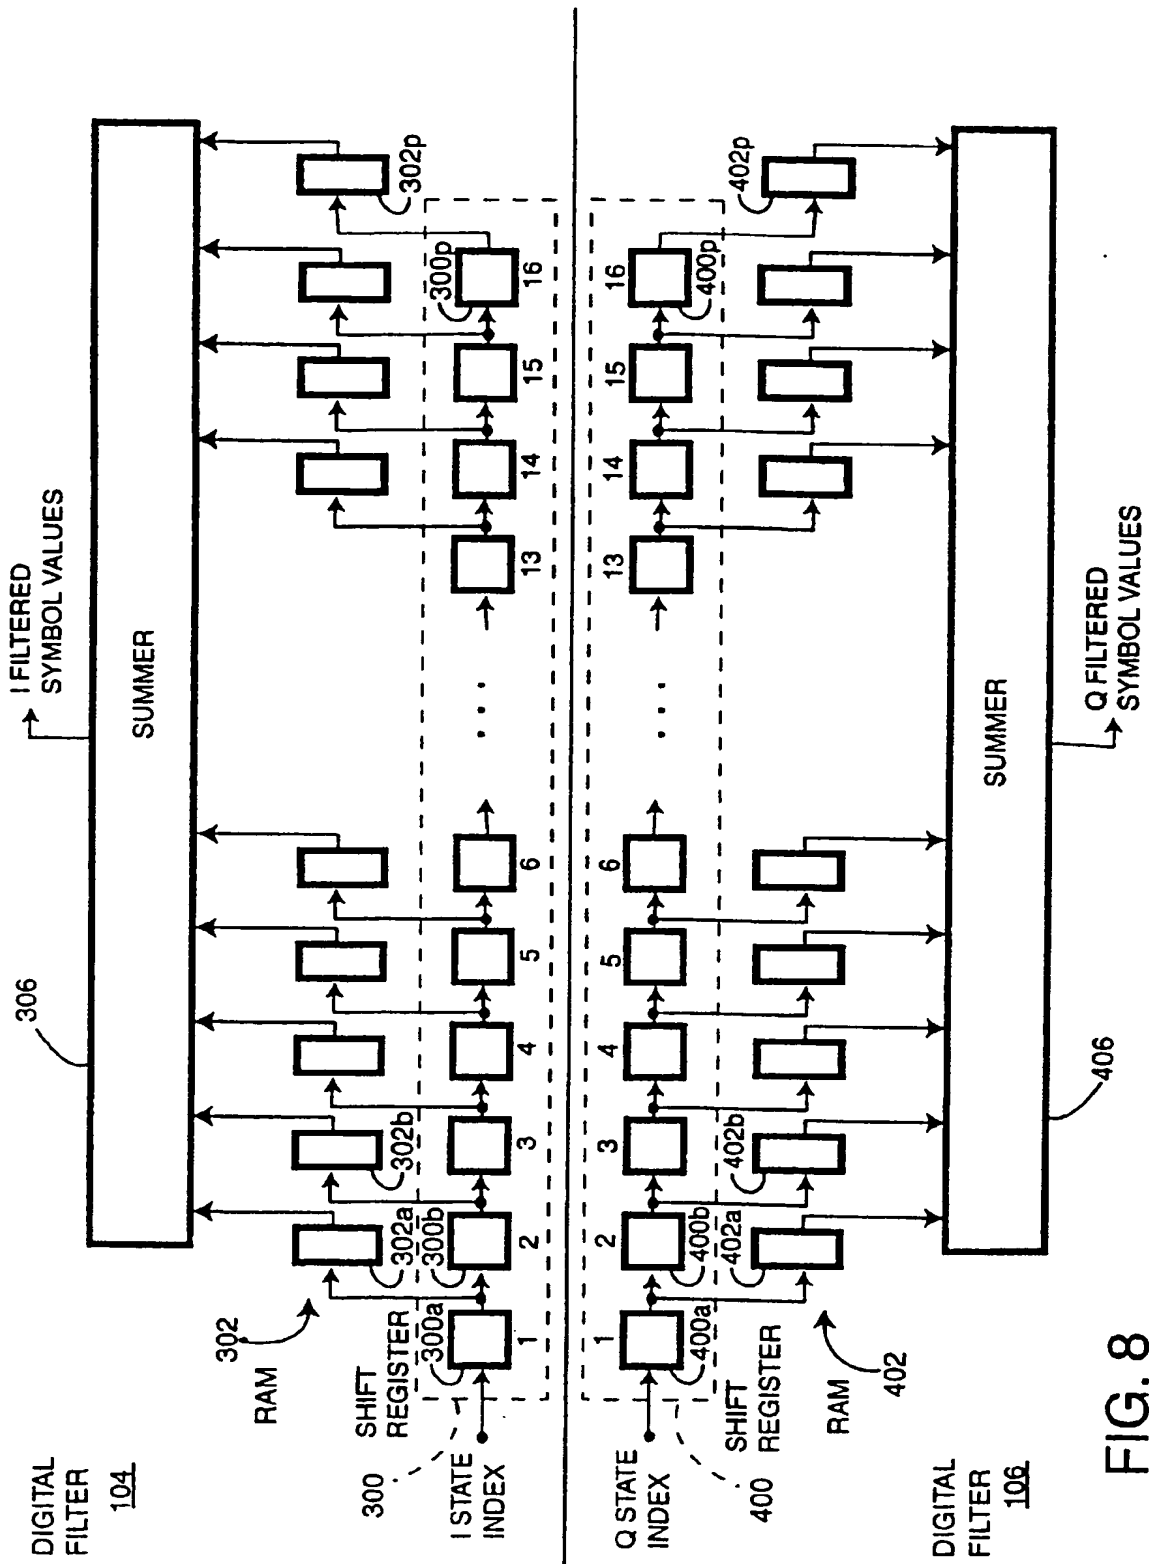 DIGITAL
FILTER
104
I FILTERED
SYMBOL VALUES
306
SUMMER
302
RAM
302a
302b
302p
SHIFT
REGISTER
300
300a
300b
300p
I STATE
INDEX
1
2
3
4
5
6
. . .
13
14
15
16
Q STATE
INDEX
1
2
3
4
5
6
. . .
13
14
15
16
400
400a
400b
400p
SHIFT
REGISTER
402a
402b
402p
RAM
402
SUMMER
406
Q FILTERED
SYMBOL VALUES
DIGITAL
FILTER
106
FIG. 8